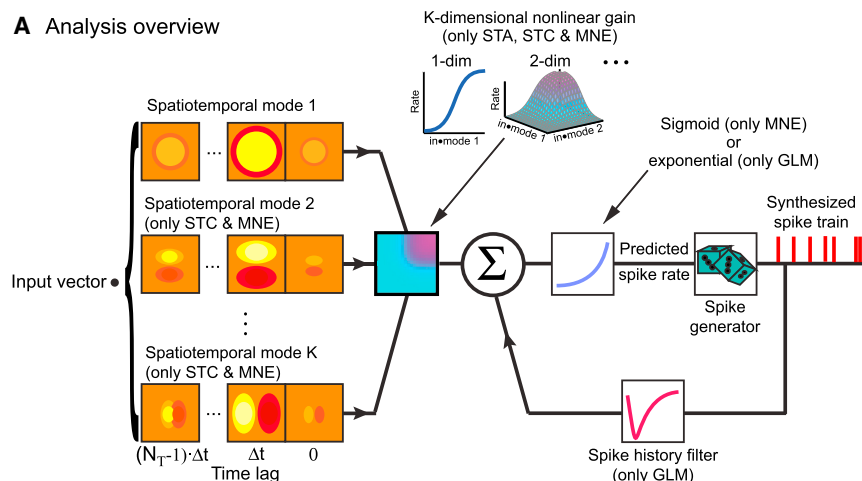 A Analysis overview
K-dimensional nonlinear gain
(only STA, STC & MNE)
1-dim
2-dim
•••
Rate
in•mode 1
Rate
in•mode 1
in•mode 2
Spatiotemporal mode 1
...
Sigmoid (only MNE)
or
exponential (only GLM)
Spatiotemporal mode 2
(only STC & MNE)
...
Synthesized
spike train
Input vector•
Σ
Predicted
spike rate
Spike
generator
⋮
Spatiotemporal mode K
(only STC & MNE)
...
(N_T-1)·Δt
Δt
0
Time lag
Spike history filter
(only GLM)